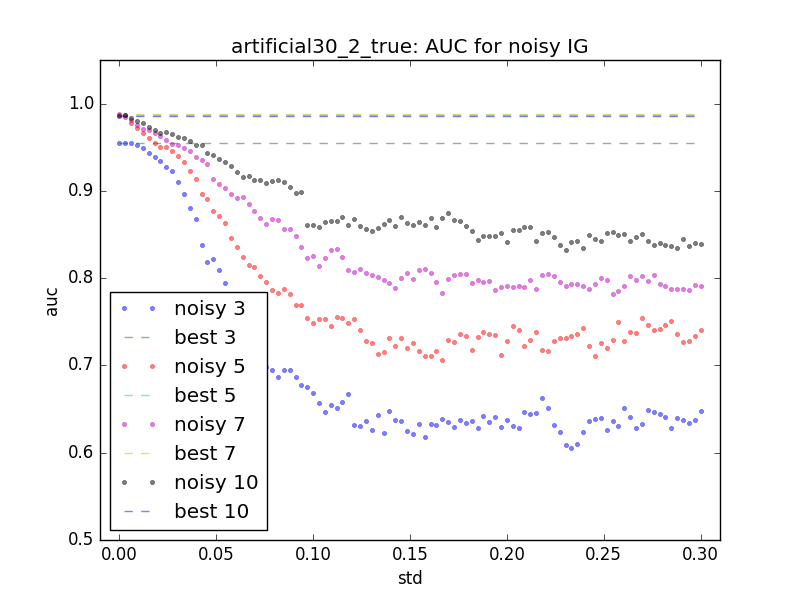 artificial30_2_true: AUC for noisy IG
auc
1.0
0.9
0.8
0.7
0.6
0.5
noisy 3
best 3
noisy 5
best 5
noisy 7
best 7
noisy 10
best 10
0.00 0.05 0.10 0.15 0.20 0.25 0.30
std